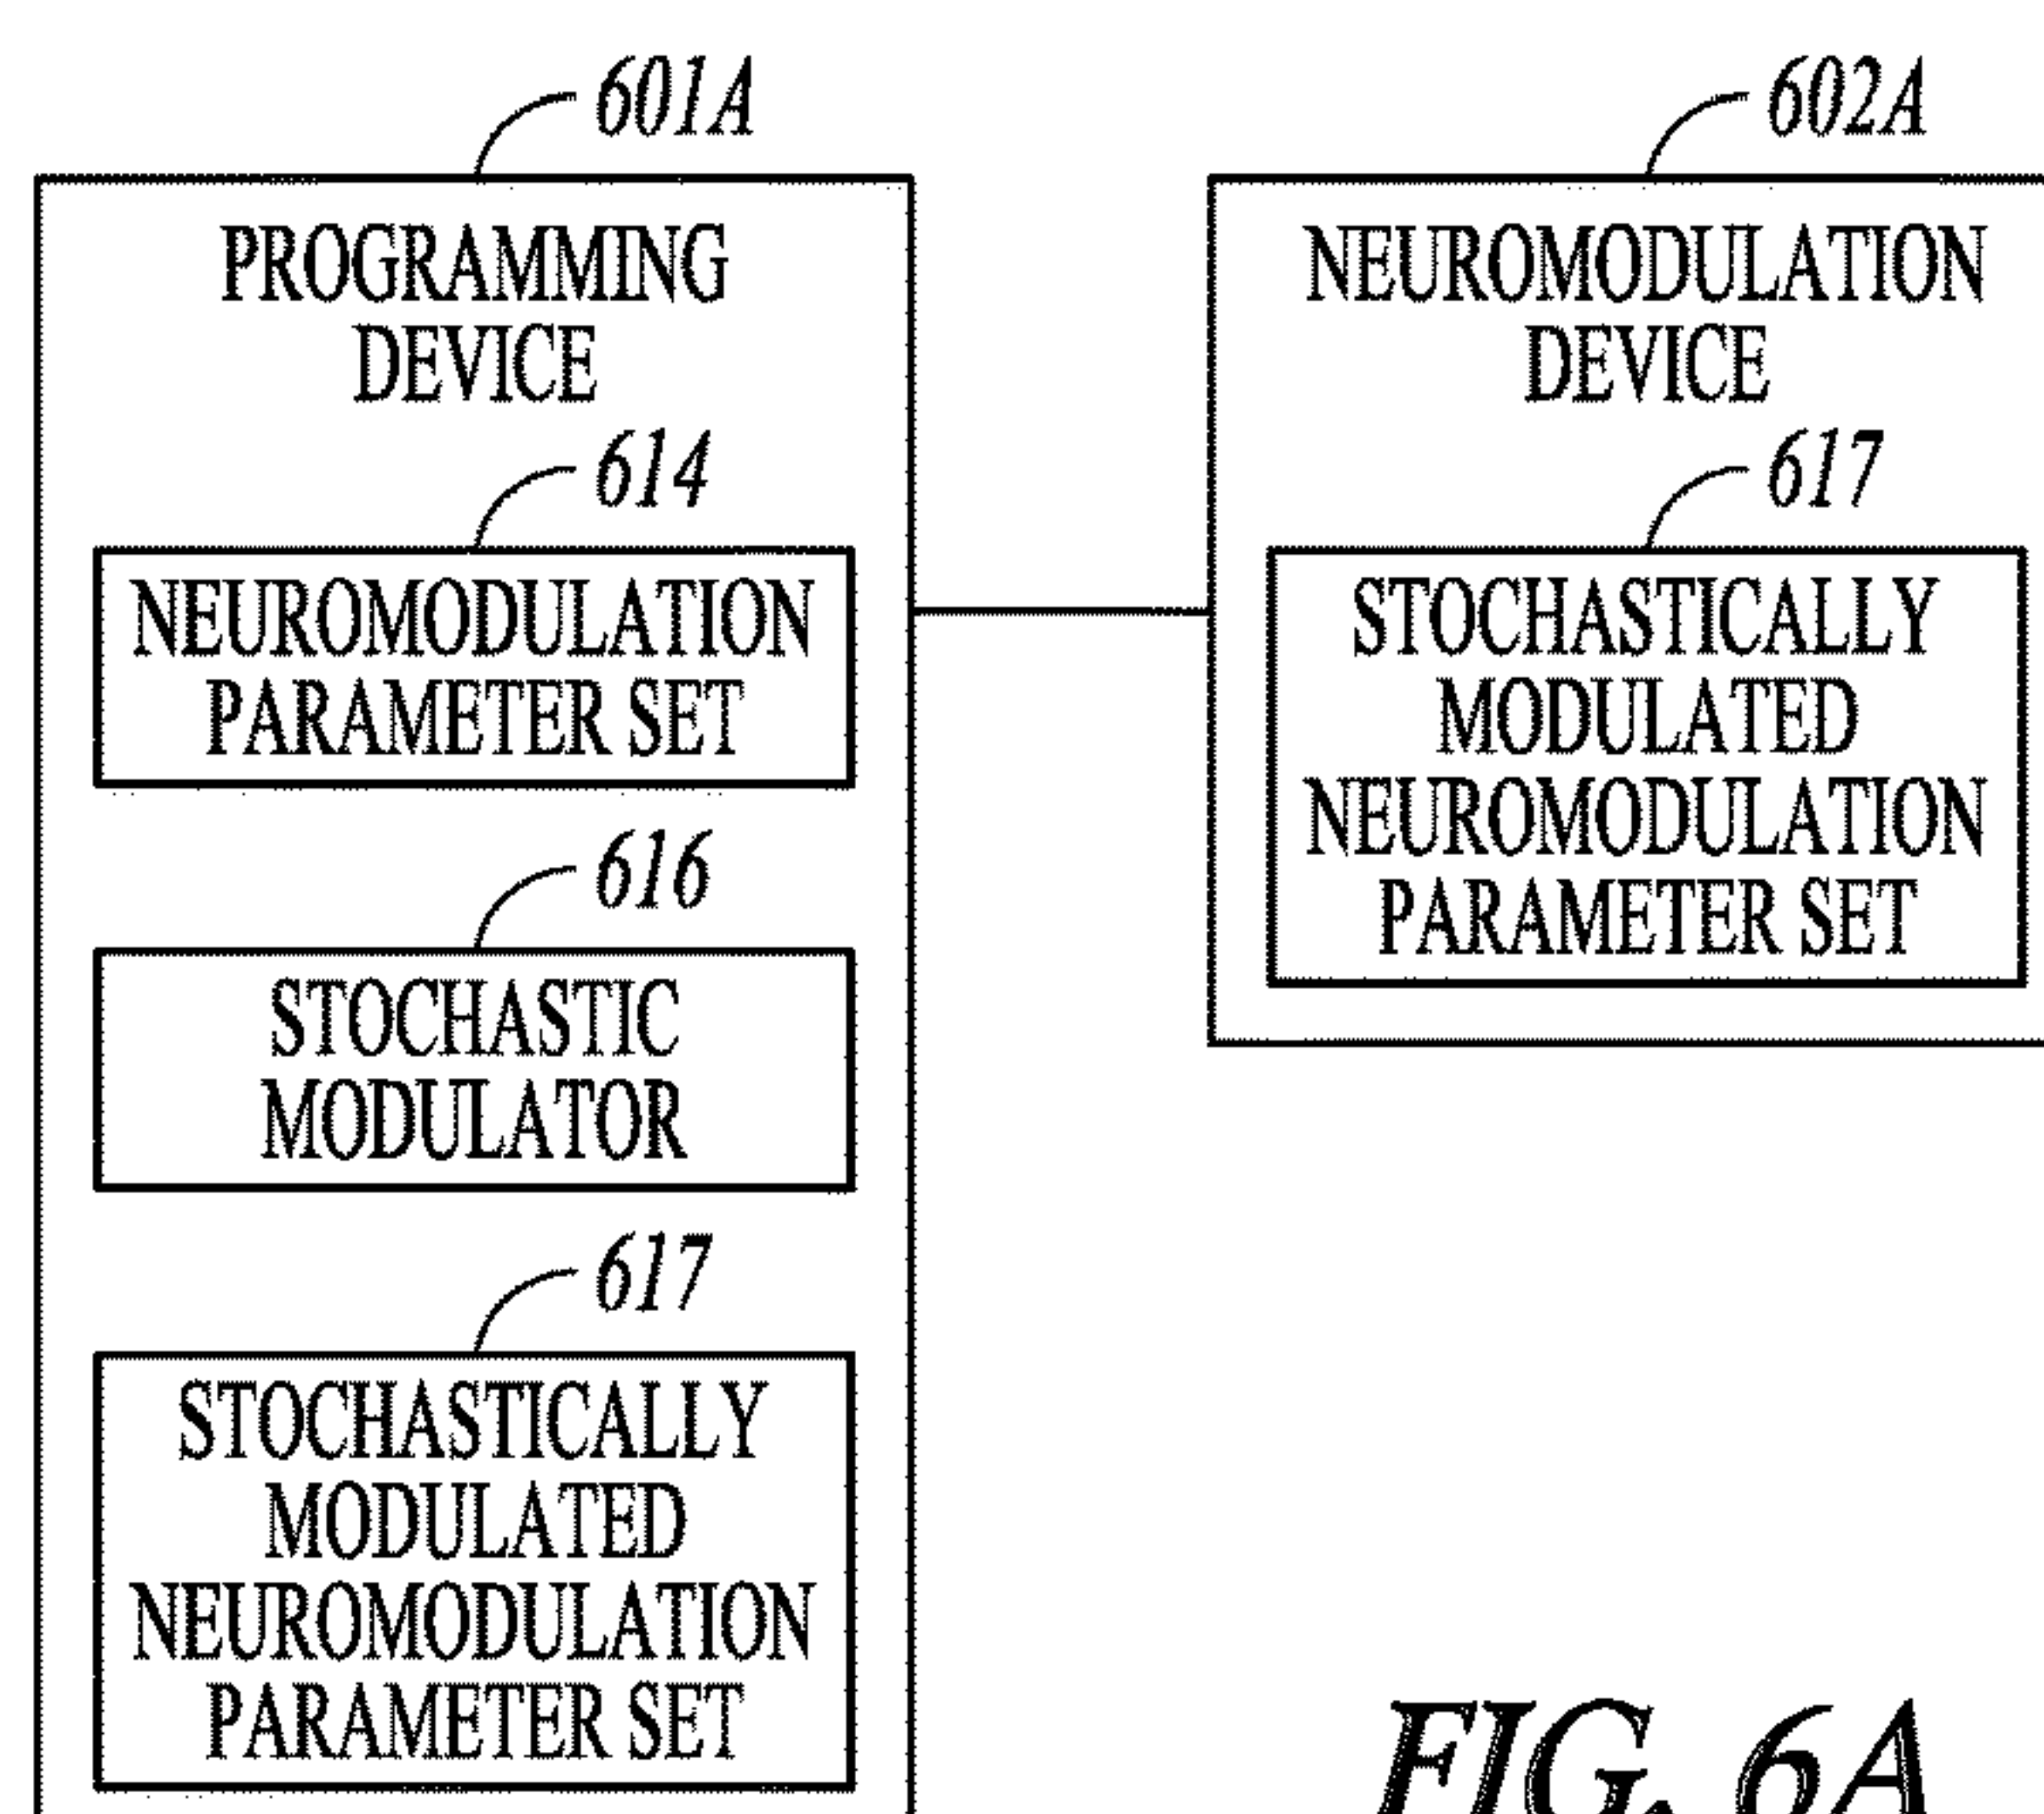 601A
PROGRAMMING
DEVICE
614
NEUROMODULATION
PARAMETER SET
616
STOCHASTIC
MODULATOR
617
STOCHASTICALLY
MODULATED
NEUROMODULATION
PARAMETER SET
602A
NEUROMODULATION
DEVICE
617
STOCHASTICALLY
MODULATED
NEUROMODULATION
PARAMETER SET
FIG. 6A